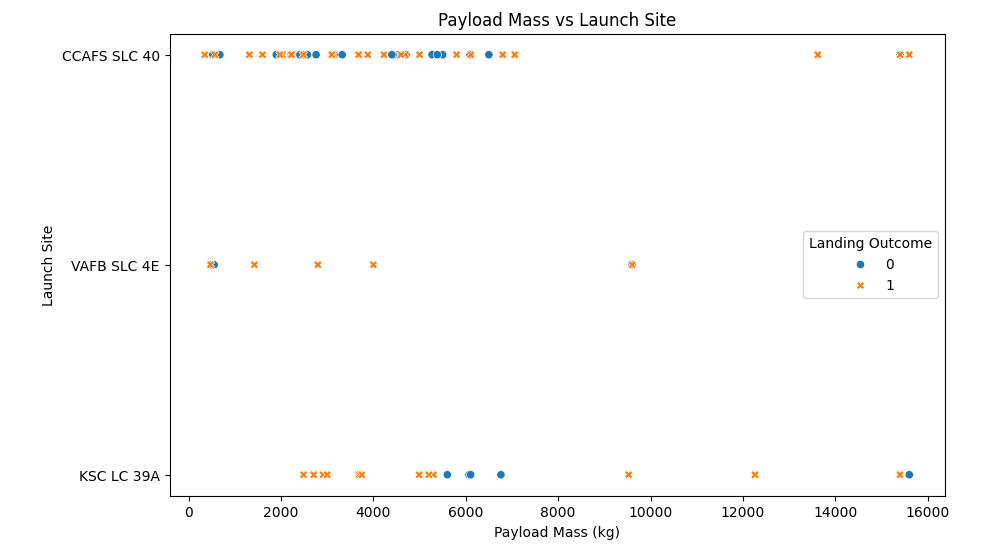 Payload Mass vs Launch Site
CCAFS SLC 40
VAFB SLC 4E
KSC LC 39A
Launch Site
Landing Outcome
0
1
0 2000 4000 6000 8000 10000 12000 14000 16000
Payload Mass (kg)